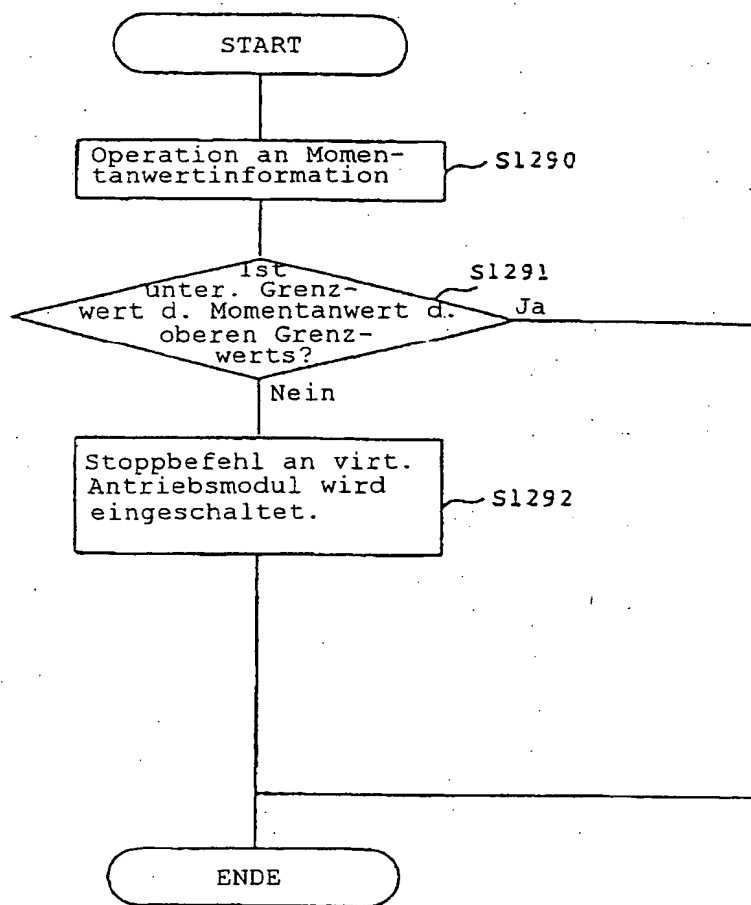 START
Operation an Momen-
tanwertinformation
S1290
Ist
unter. Grenz-
wert d. Momentanwert d.
oberen Grenz-
werts?
S1291
Ja
Nein
Stoppbefehl an virt.
Antriebsmodul wird
eingeschaltet.
S1292
ENDE